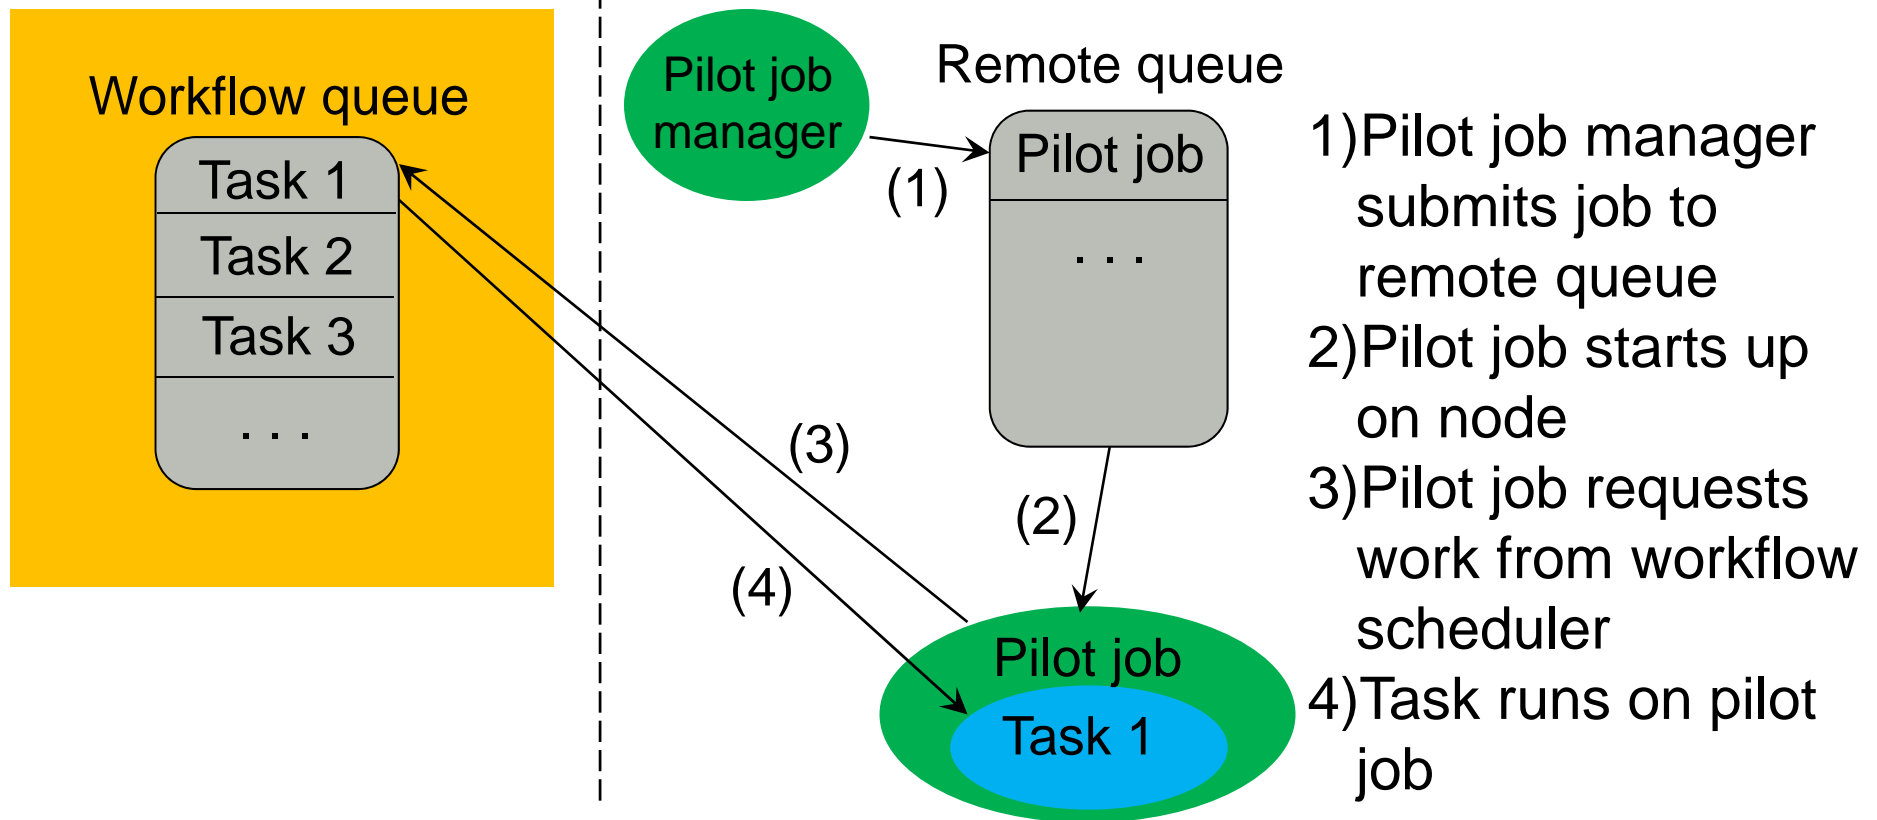 Workflow queue
Task 1
Task 2
Task 3
. . .
Pilot job
manager
(1)
Remote queue
Pilot job
. . .
(2)
(3)
(4)
Pilot job
Task 1
1)Pilot job manager
submits job to
remote queue
2)Pilot job starts up
on node
3)Pilot job requests
work from workflow
scheduler
4)Task runs on pilot
job